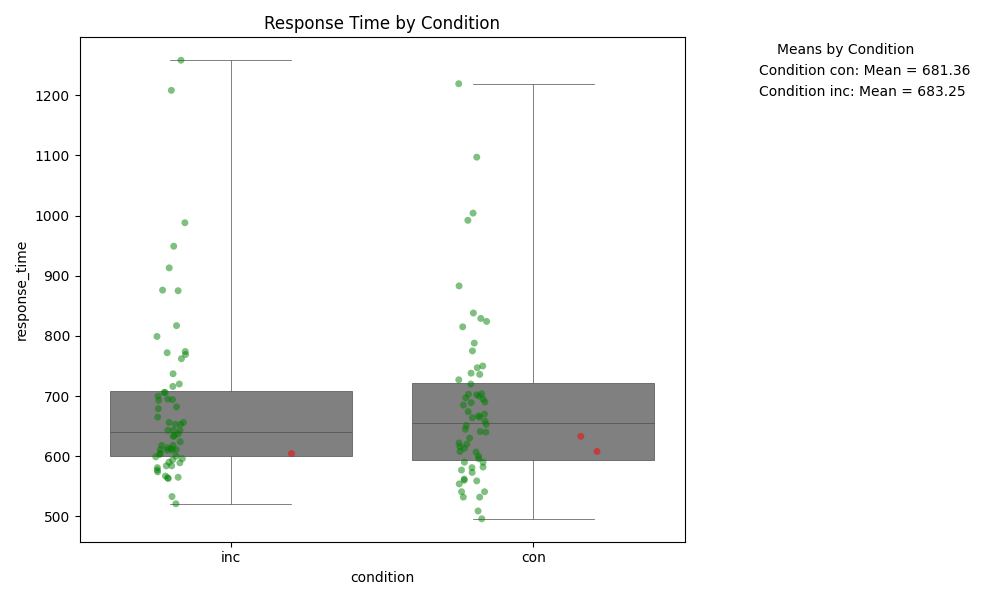 Response Time by Condition
Means by Condition
Condition con: Mean = 681.36
Condition inc: Mean = 683.25
response_time
1200
1100
1000
900
800
700
600
500
inc
con
condition